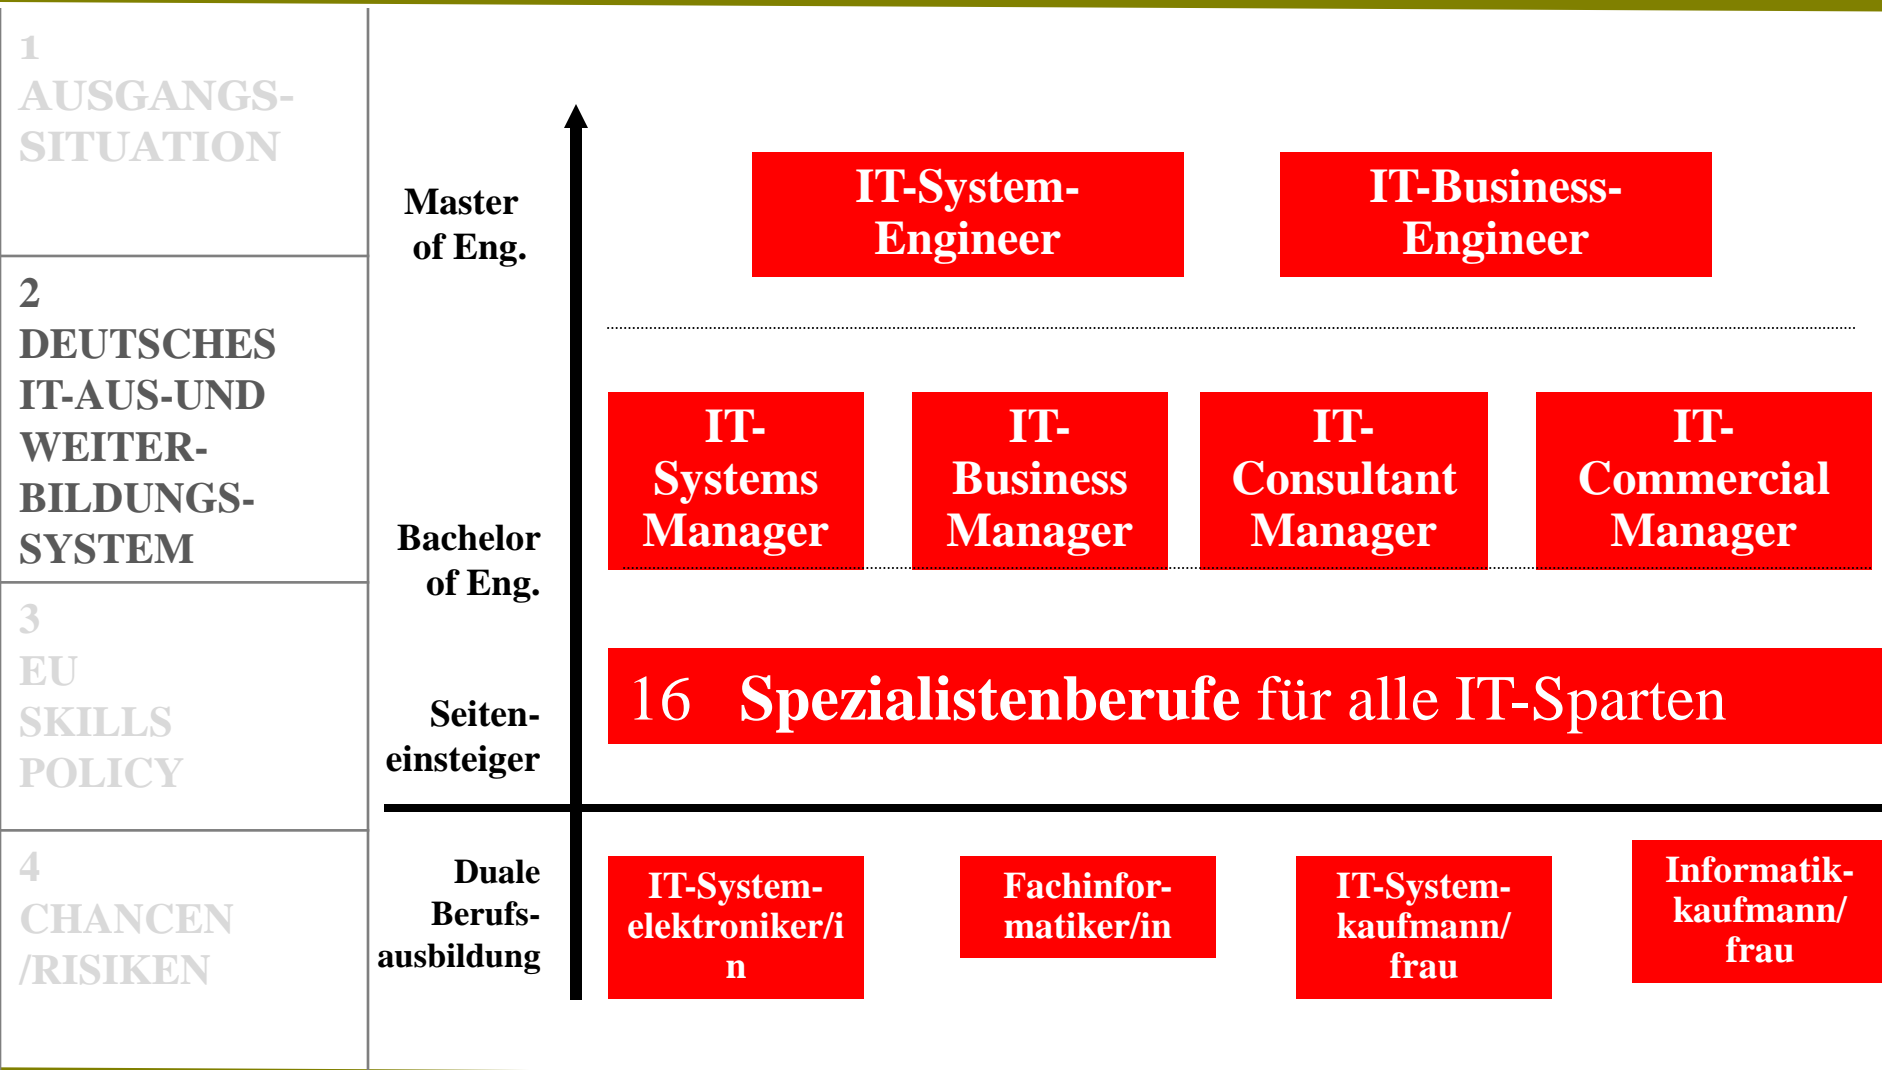 1
AUSGANGS-
SITUATION
2
DEUTSCHES
IT-AUS-UND
WEITER-
BILDUNGS-
SYSTEM
3
EU
SKILLS
POLICY
4
CHANCEN
/RISIKEN
Master
of Eng.
IT-System-
Engineer
IT-Business-
Engineer
Bachelor
of Eng.
IT-
Systems
Manager
IT-
Business
Manager
IT-
Consultant
Manager
IT-
Commercial
Manager
Seiten-
einsteiger
16 Spezialistenberufe für alle IT-Sparten
Duale
Berufs-
ausbildung
IT-System-
elektroniker/i
n
Fachinfor-
matiker/in
IT-System-
kaufmann/
frau
Informatik-
kaufmann/
frau